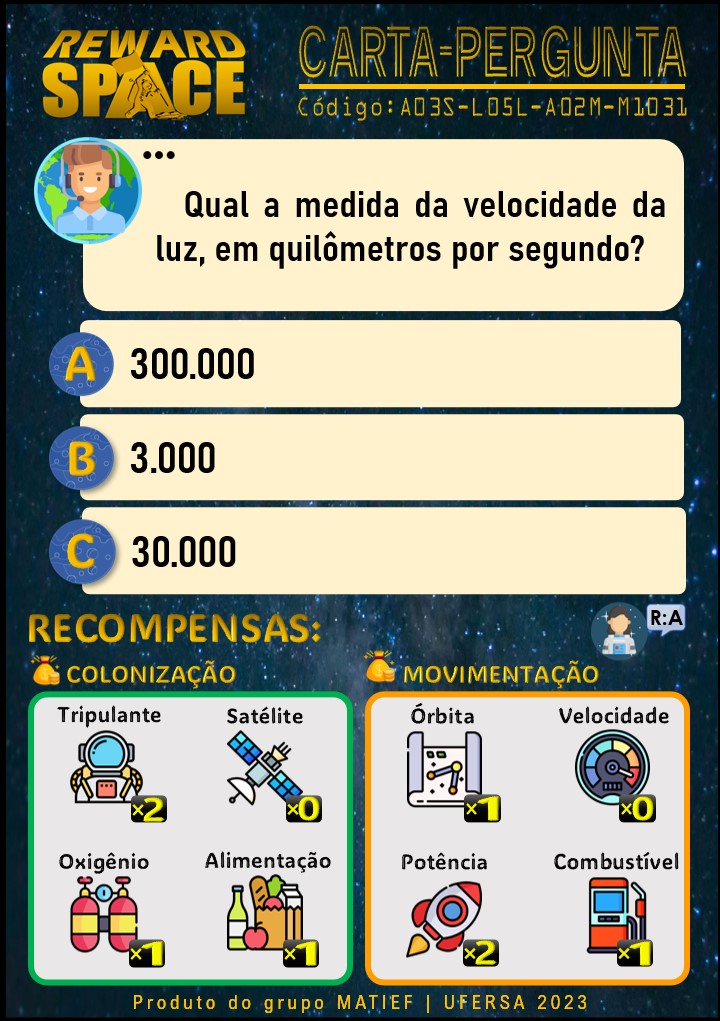 REWARD
SPACE
CARTA-PERGUNTA
Código:A03S-L05L-A02M-M1031
...
Qual a medida da velocidade da
luz, em quilômetros por segundo?
A 300.000
B 3.000
C 30.000
RECOMPENSAS:
R:A
COLONIZAÇÃO
MOVIMENTAÇÃO
Tripulante
Satélite
×2
×0
Oxigênio
Alimentação
×1
×1
Órbita
Velocidade
×1
×0
Potência
Combustível
×2
×1
Produto do grupo MATIEF | UFERSA 2023